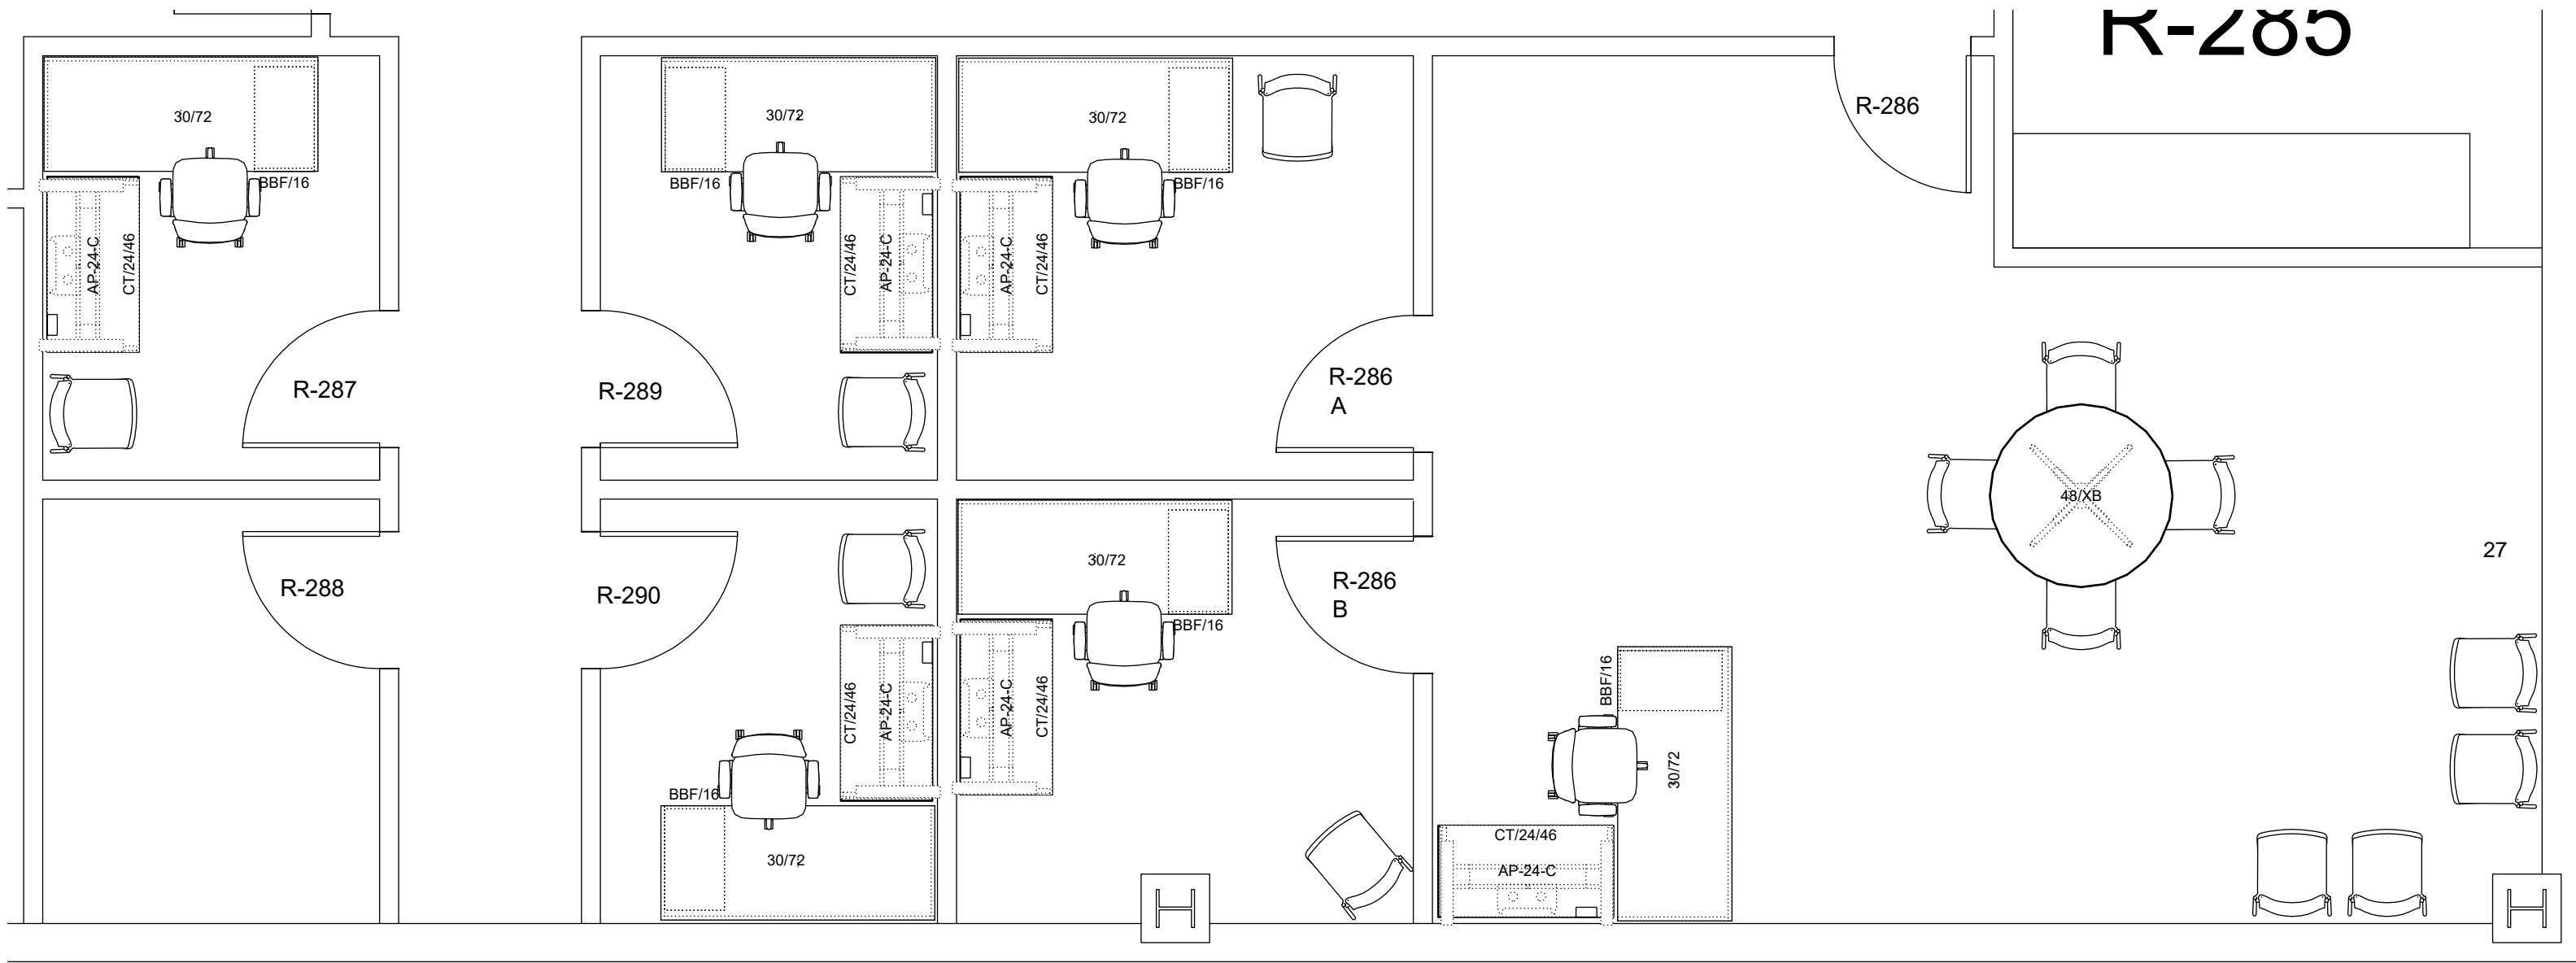 R-285
30/72
30/72
30/72
R-286
BBF/16
BBF/16
BBF/16
AP-24-C
CT/24/46
CT/24/46
AP-24-C
AP-24-C
CT/24/46
R-287
R-289
R-286
A
48/XB
27
30/72
R-288
R-290
R-286
B
BBF/16
BBF/16
CT/24/46
AP-24-C
AP-24-C
CT/24/46
30/72
BBF/16
CT/24/46
30/72
AP-24-C